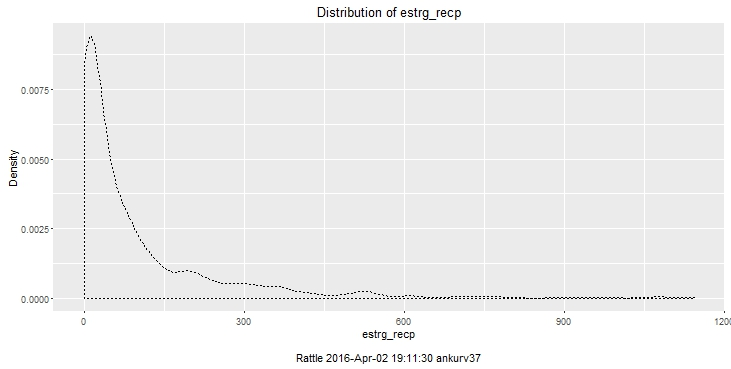 Distribution of estrg_recp
0.0075
0.0050
0.0025
0.0000
Density
0 300 600 900 1200
estrg_recp
Rattle 2016-Apr-02 19:11:30 ankurv37